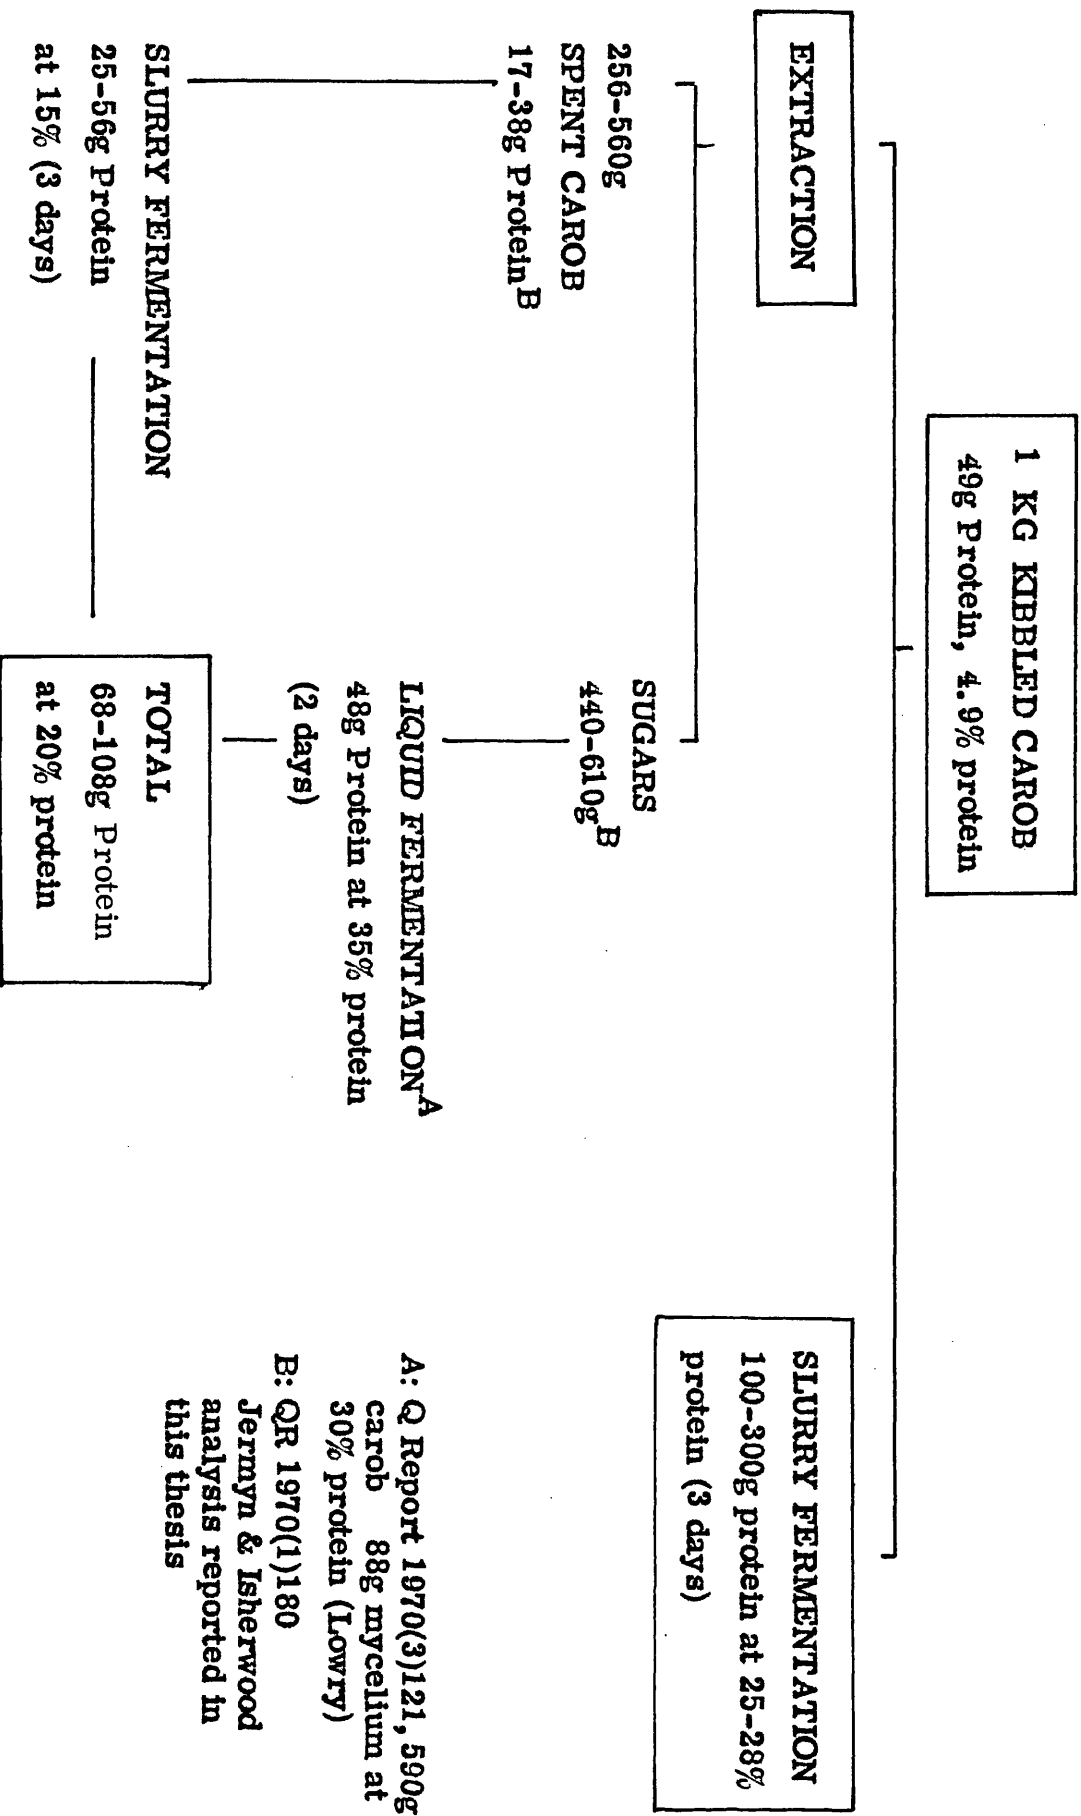 1 KG KIBBLED CAROB
49g Protein, 4.9% protein
EXTRACTION
SLURRY FERMENTATION
100-300g protein at 25-28%
protein (3 days)
256-560g
SPENT CAROB
17-38g Protein^B
SUGARS
440-610g^B
LIQUID FERMENTATION^A
48g Protein at 35% protein
(2 days)
SLURRY FERMENTATION
25-56g Protein
at 15% (3 days)
TOTAL
68-108g Protein
at 20% protein
A: Q Report 1970(3)121, 590g
carob 88g mycelium at
30% protein (Lowry)
B: QR 1970(1)180
Jermyn & Isherwood
analysis reported in
this thesis